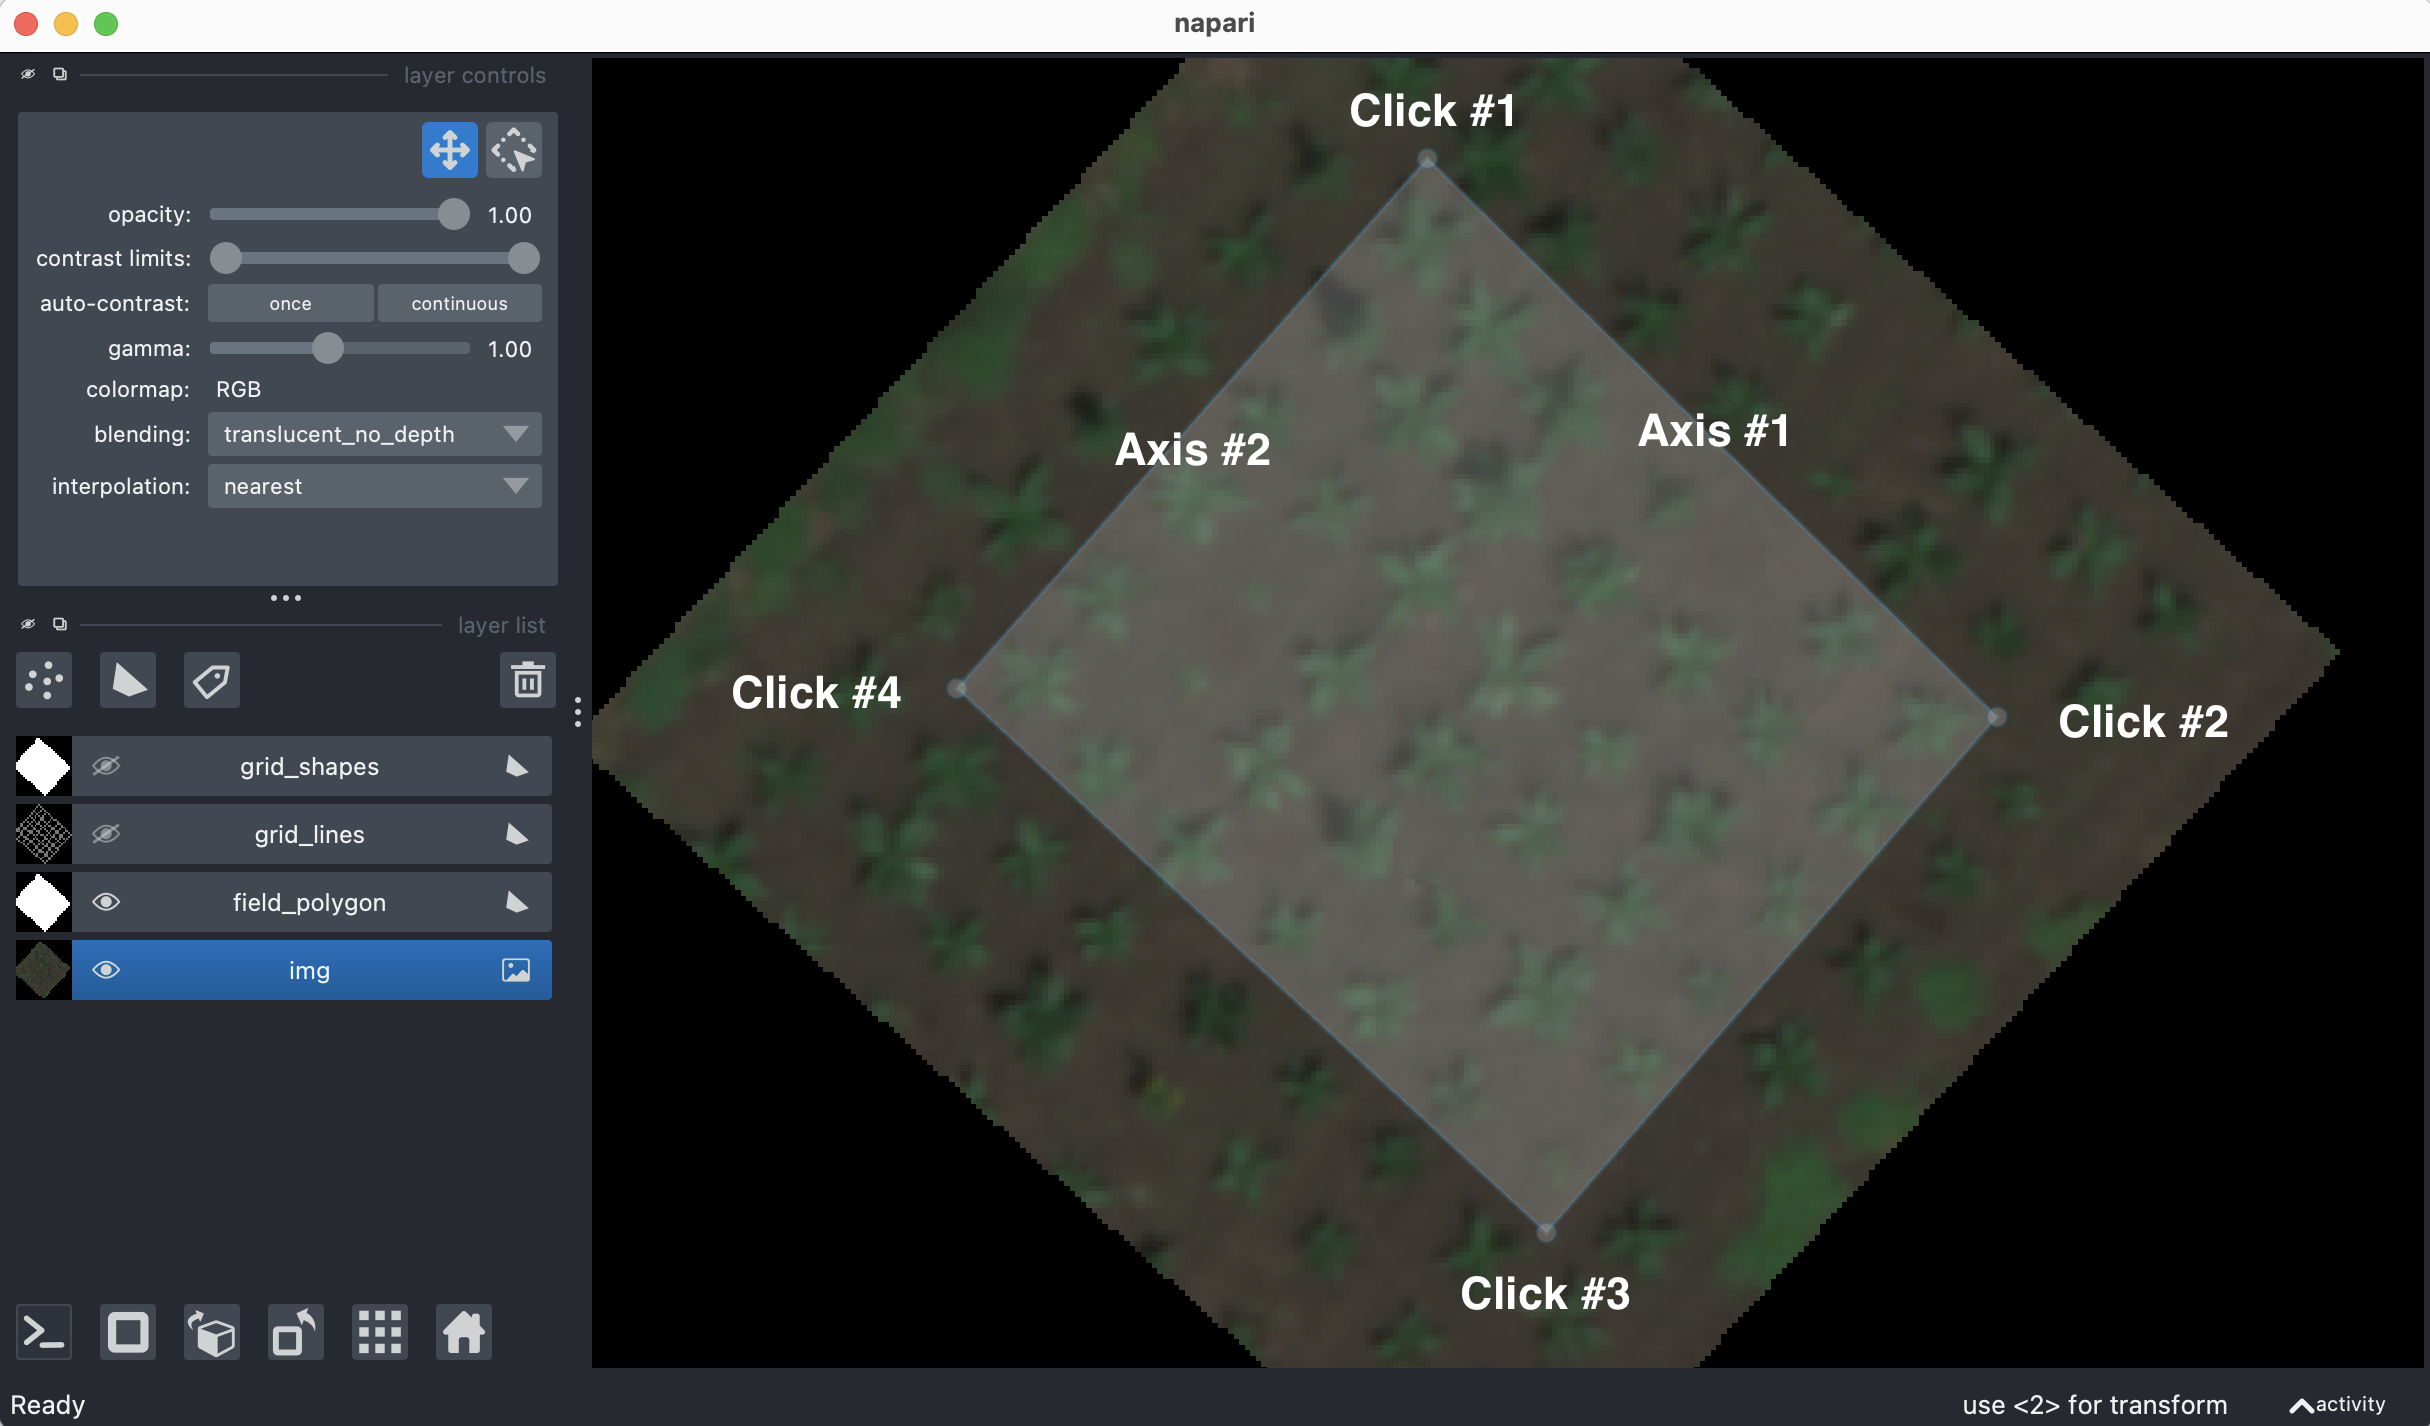 napari
layer controls
opacity: 1.00
contrast limits:
auto-contrast: once continuous
gamma: 1.00
colormap: RGB
blending: translucent_no_depth
interpolation: nearest
layer list
grid_shapes
grid_lines
field_polygon
img
Click #1
Axis #1
Axis #2
Click #4
Click #2
Click #3
Ready
use <2> for transform
activity